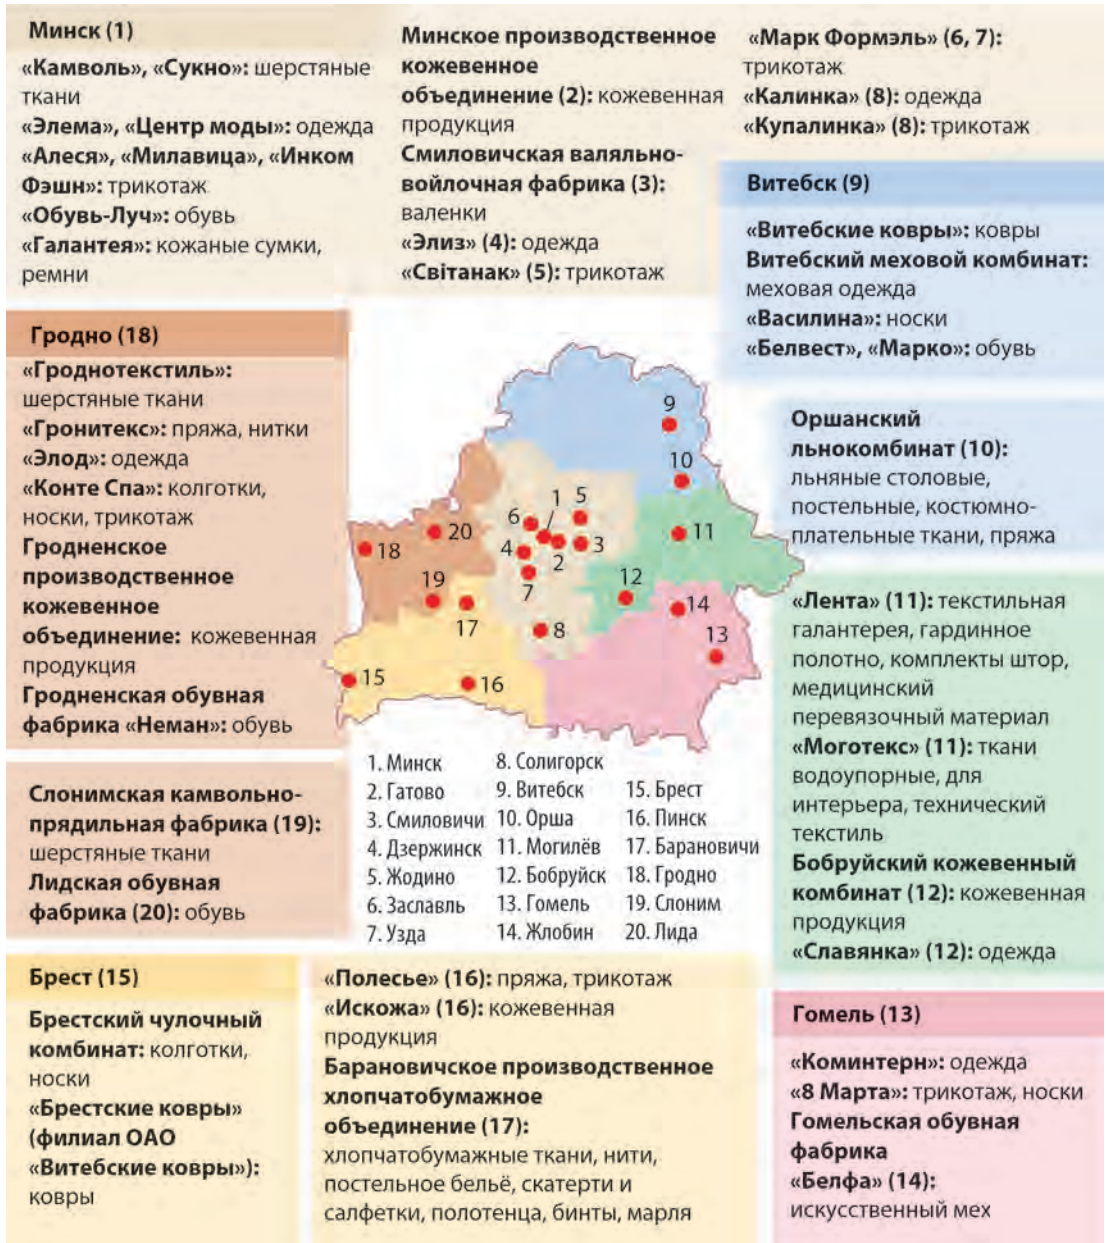 Минск (1)
«Камволь», «Сукно»: шерстяные
ткани
«Элема», «Центр моды»: одежда
«Алеся», «Милавица», «Инком
Фэшн»: трикотаж
«Обувь-Луч»: обувь
«Галантея»: кожаные сумки,
ремни
Минское производственное
кожевенное
объединение (2): кожевенная
продукция
Смиловичская валяльно-
войлочная фабрика (3):
валенки
«Элиз» (4): одежда
«Світанак» (5): трикотаж
«Марк Формэль» (6, 7):
трикотаж
«Калинка» (8): одежда
«Купалинка» (8): трикотаж
Витебск (9)
«Витебские ковры»: ковры
Витебский меховой комбинат:
меховая одежда
«Василина»: носки
«Белвест», «Марко»: обувь
Гродно (18)
«Гроднотекстиль»:
шерстяные ткани
«Гронитекс»: пряжа, нитки
«Элод»: одежда
«Конте Спа»: колготки,
носки, трикотаж
Гродненское
производственное
кожевенное
объединение: кожевенная
продукция
Гродненская обувная
фабрика «Неман»: обувь
Оршанский
льнокомбинат (10):
льняные столовые,
постельные, костюмно-
плательные ткани, пряжа
9
10
5
1
6
20
11
18
4
3
2
19
12
7
14
17
8
13
15
16
«Лента» (11): текстильная
галантерея, гардинное
полотно, комплекты штор,
медицинский
перевязочный материал
«Моготекс» (11): ткани
водоупорные, для
интерьера, технический
текстиль
Бобруйский кожевенный
комбинат (12): кожевенная
продукция
«Славянка» (12): одежда
Слонимская камвольно-
прядильная фабрика (19):
шерстяные ткани
Лидская обувная
фабрика (20): обувь
1. Минск
2. Гатово
3. Смиловичи
4. Дзержинск
5. Жодино
6. Заславль
7. Узда
8. Солигорск
9. Витебск
10. Орша
11. Могилёв
12. Бобруйск
13. Гомель
14. Жлобин
15. Брест
16. Пинск
17. Барановичи
18. Гродно
19. Слоним
20. Лида
Брест (15)
Брестский чулочный
комбинат: колготки,
носки
«Брестские ковры»
(филиал ОАО
«Витебские ковры»):
ковры
«Полесье» (16): пряжа, трикотаж
«Искожа» (16): кожевенная
продукция
Барановичское производственное
хлопчатобумажное
объединение (17):
хлопчатобумажные ткани, нити,
постельное бельё, скатерти и
салфетки, полотенца, бинты, марля
Гомель (13)
«Коминтерн»: одежда
«8 Марта»: трикотаж, носки
Гомельская обувная
фабрика
«Белфа» (14):
искусственный мех